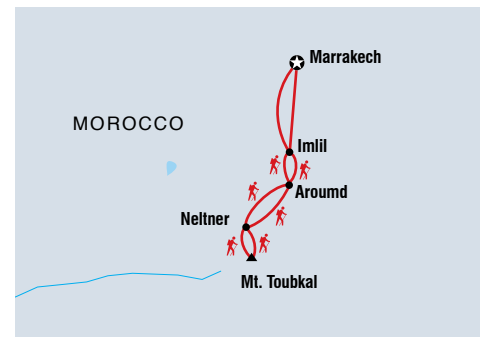 Marrakech
MOROCCO
Imlil
Aroumd
Neltner
Mt. Toubkal